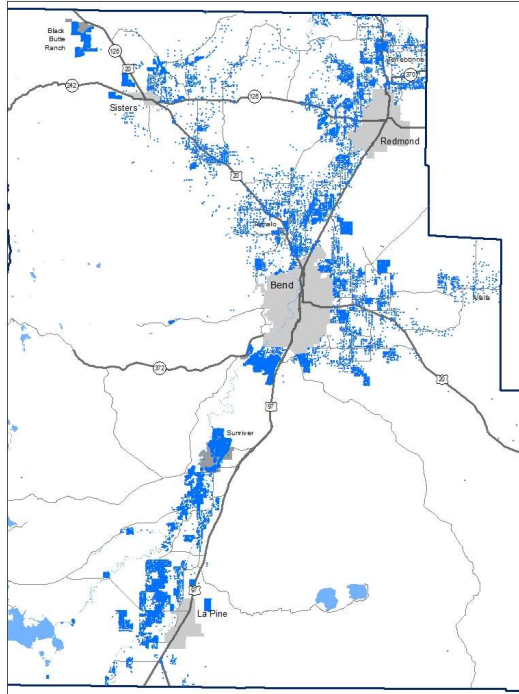 Black
Butte
Ranch
126
20
242
Sisters
126
Terrebonne
370
Redmond
20
Tumalo
Bend
Alfalfa
372
20
97
Sunriver
97
La Pine